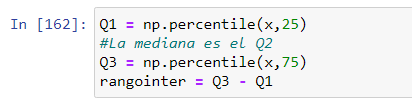 In [162]: Q1 = np.percentile(x,25)
#La mediana es el Q2
Q3 = np.percentile(x,75)
rangointer = Q3 - Q1